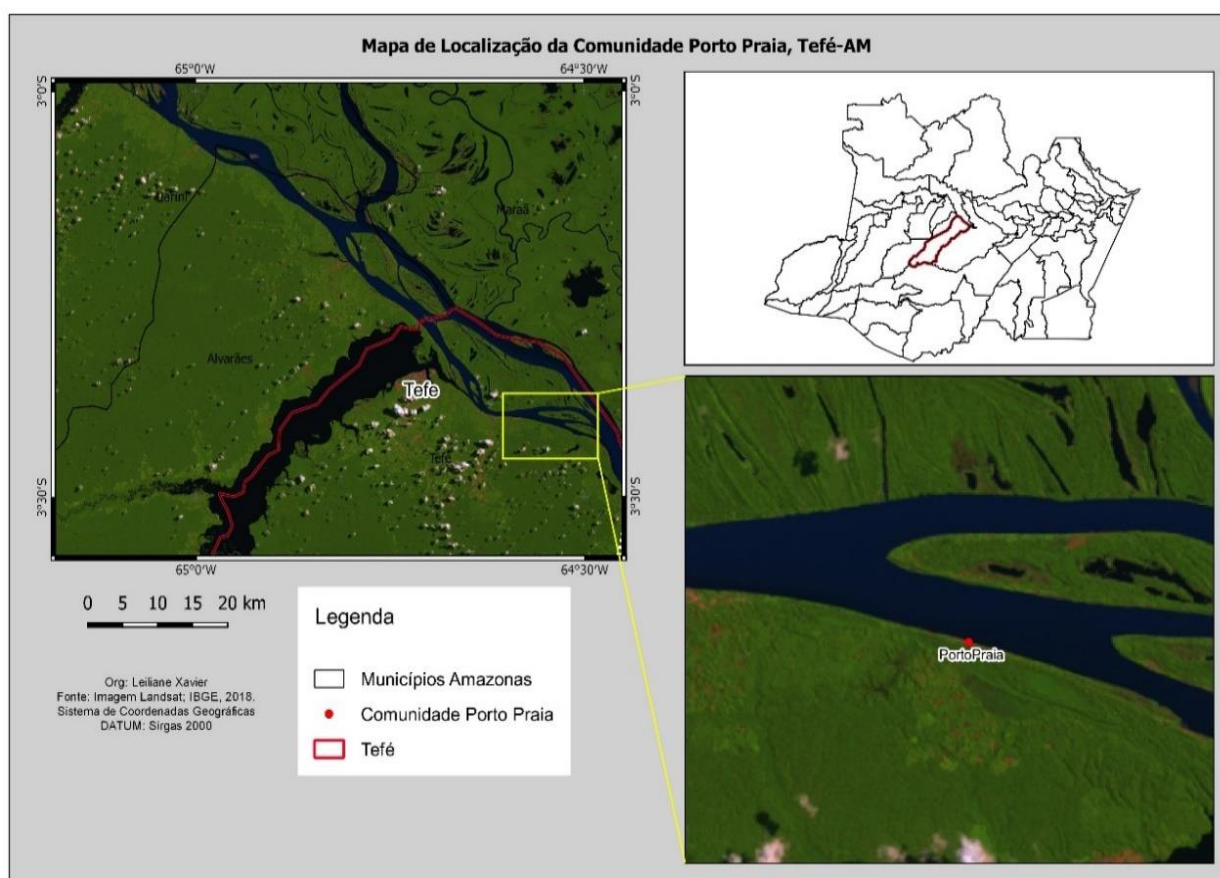 Mapa de Localização da Comunidade Porto Praia, Tefé-AM
65°0'W
64°30'W
3°0'S
3°0'S
Maraã
Alvarães
Tefe
Tefé
3°30'S
3°30'S
65°0'W
64°30'W
0 5 10 15 20 km
Org: Leiliane Xavier
Fonte: Imagem Landsat; IBGE, 2018.
Sistema de Coordenadas Geográficas
DATUM: Sirgas 2000
Legenda
Municípios Amazonas
Comunidade Porto Praia
Tefé
PortoPraia